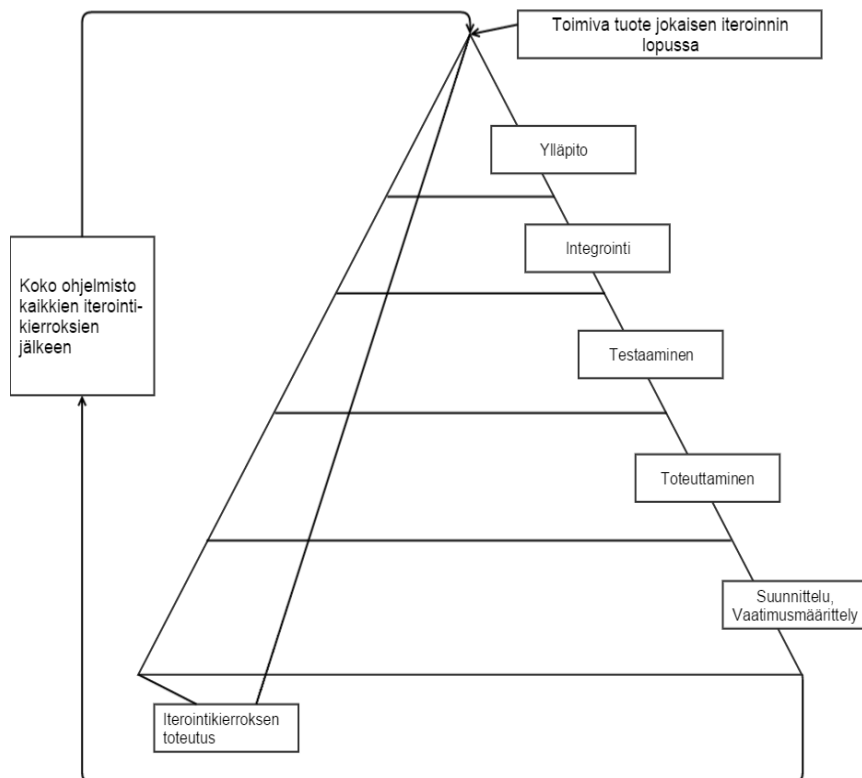 Toimiva tuote jokaisen iteroinnin
lopussa
Ylläpito
Integrointi
Koko ohjelmisto
kaikkien iterointi-
kierroksien
jälkeen
Testaaminen
Toteuttaminen
Suunnittelu,
Vaatimusmäärittely
Iterointikierroksen
toteutus